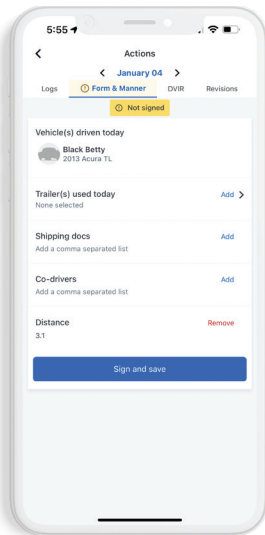 5:55
Actions
January 04
Logs Form & Manner DVIR Revisions
Not signed
Vehicle(s) driven today
Black Betty
2013 Acura TL
Trailer(s) used today Add
None selected
Shipping docs Add
Add a comma separated list
Co-drivers Add
Add a comma separated list
Distance Remove
3.1
Sign and save